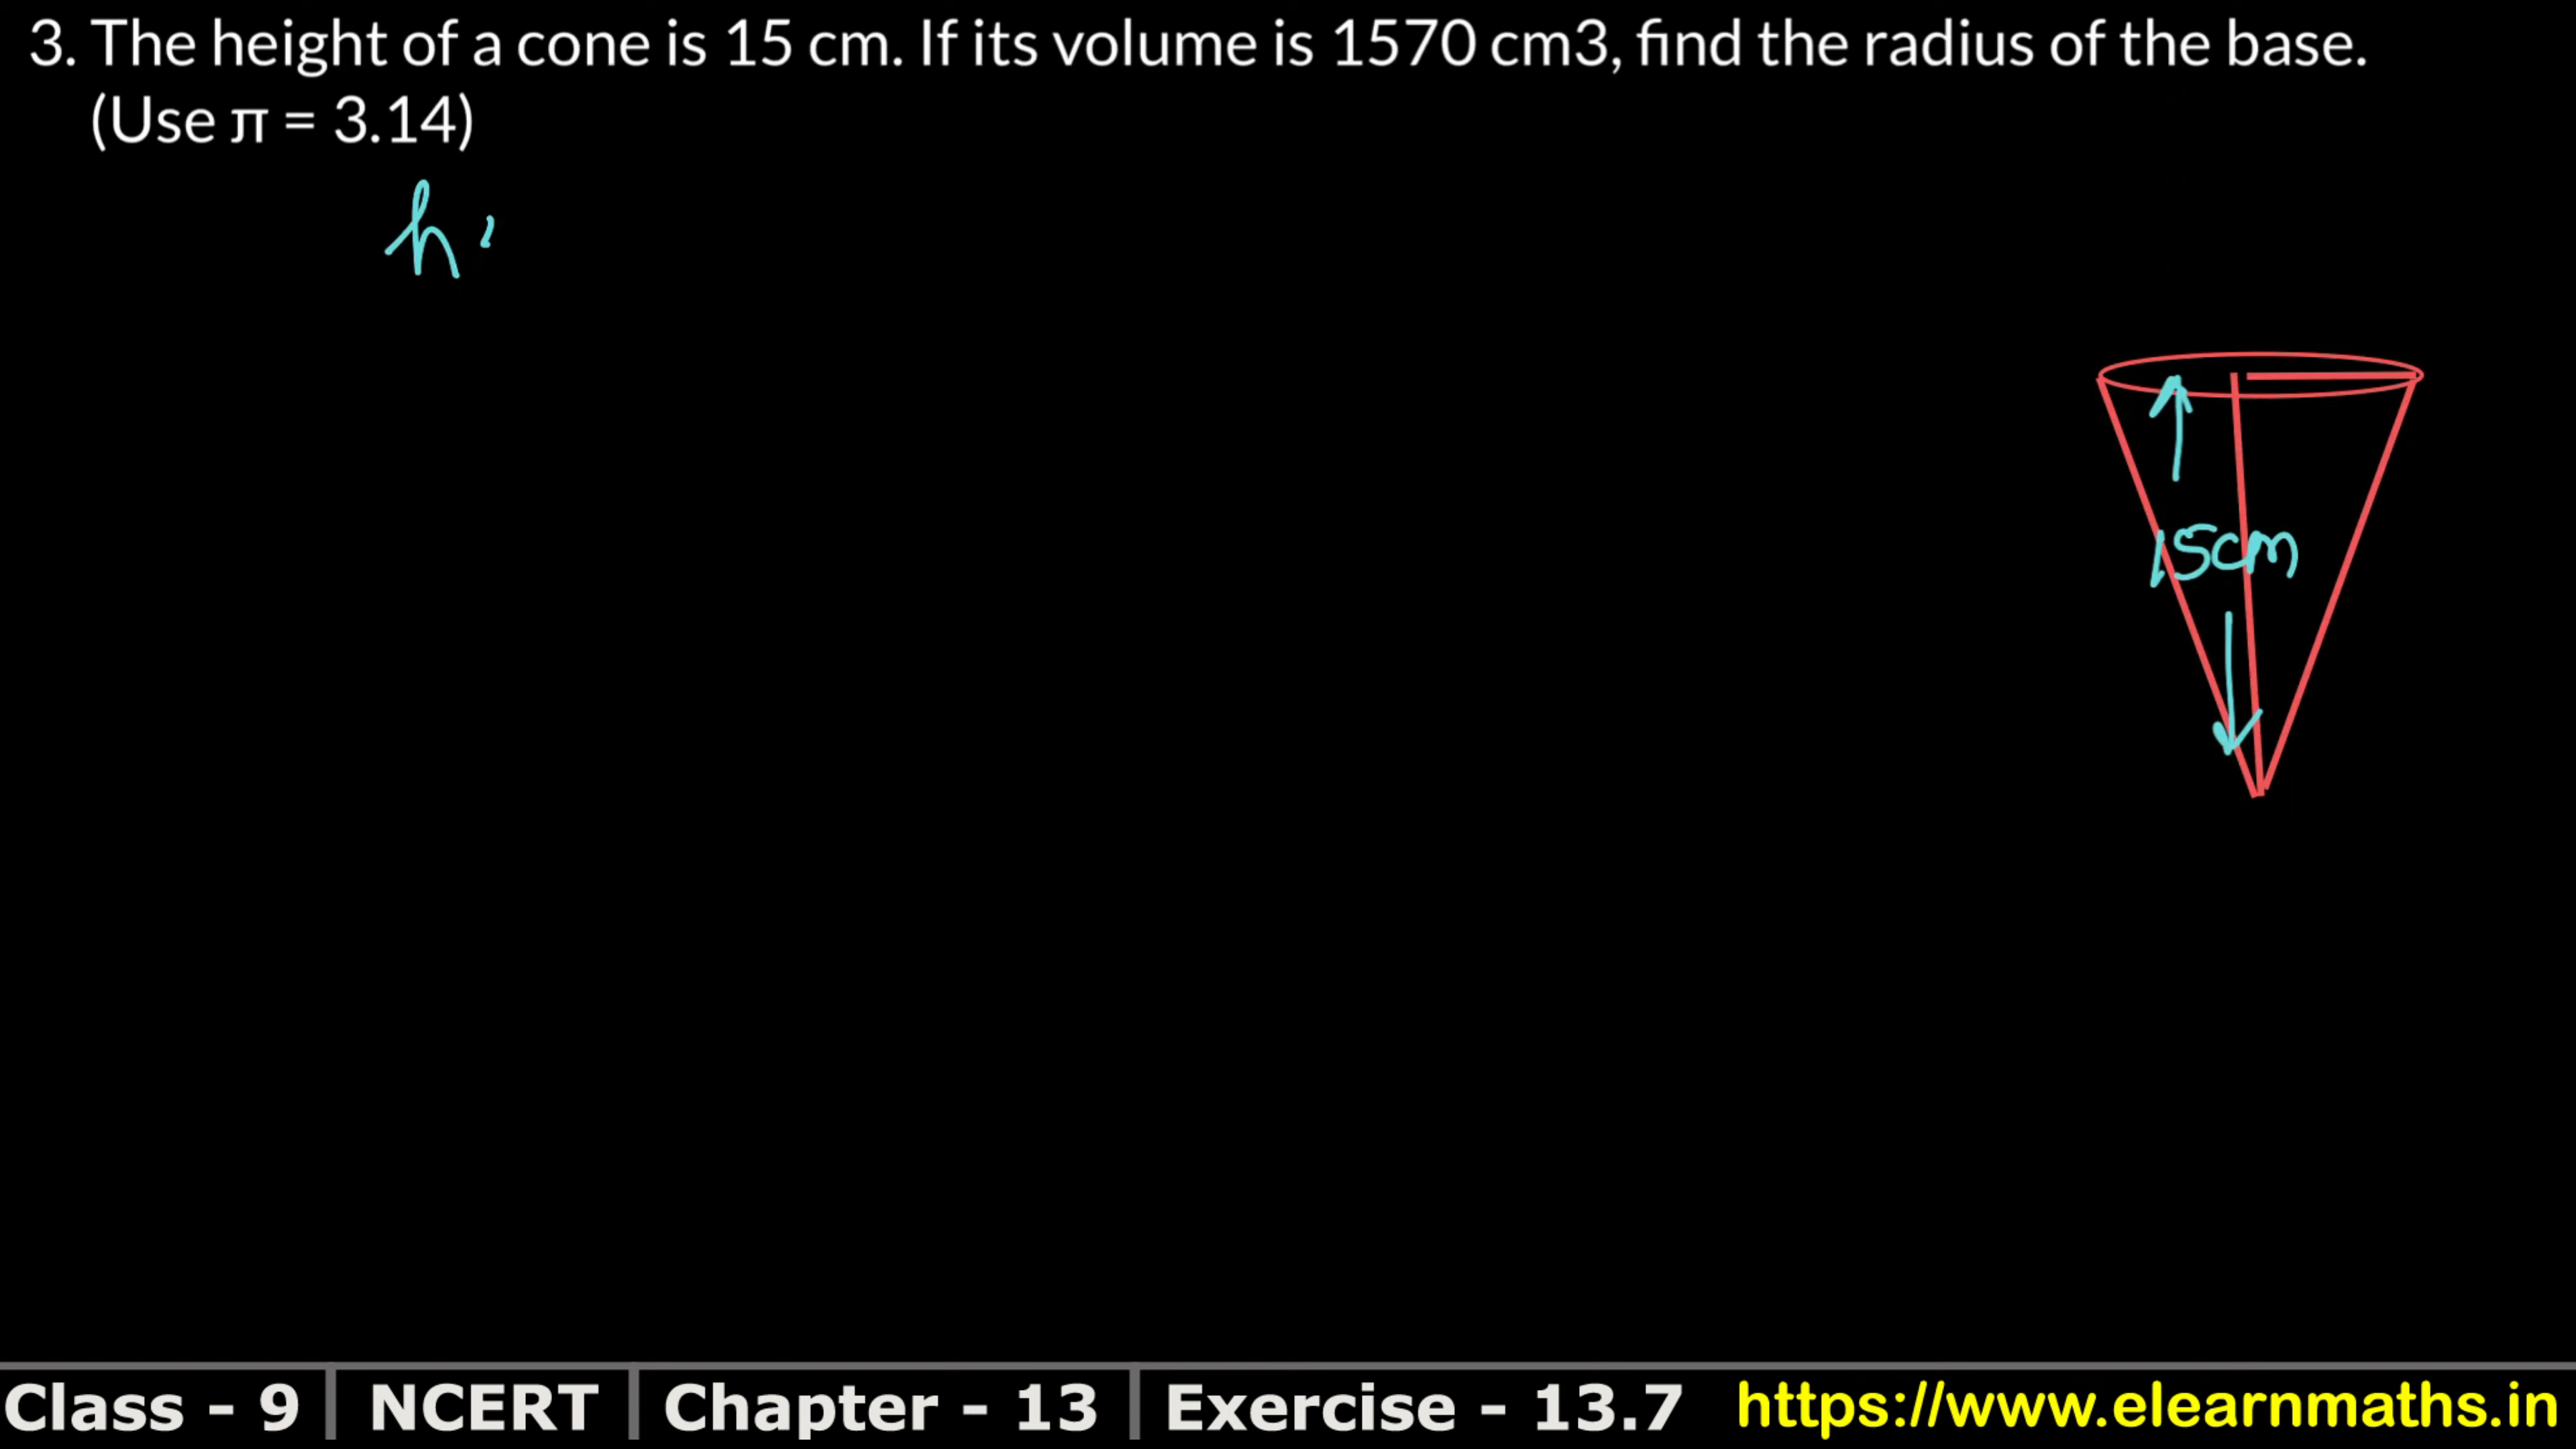 3. The height of a cone is 15 cm. If its volume is 1570 cm3, find the radius of the base.
(Use π = 3.14)
h
15cm
Class - 9 | NCERT | Chapter - 13 | Exercise - 13.7 https://www.elearnmaths.in